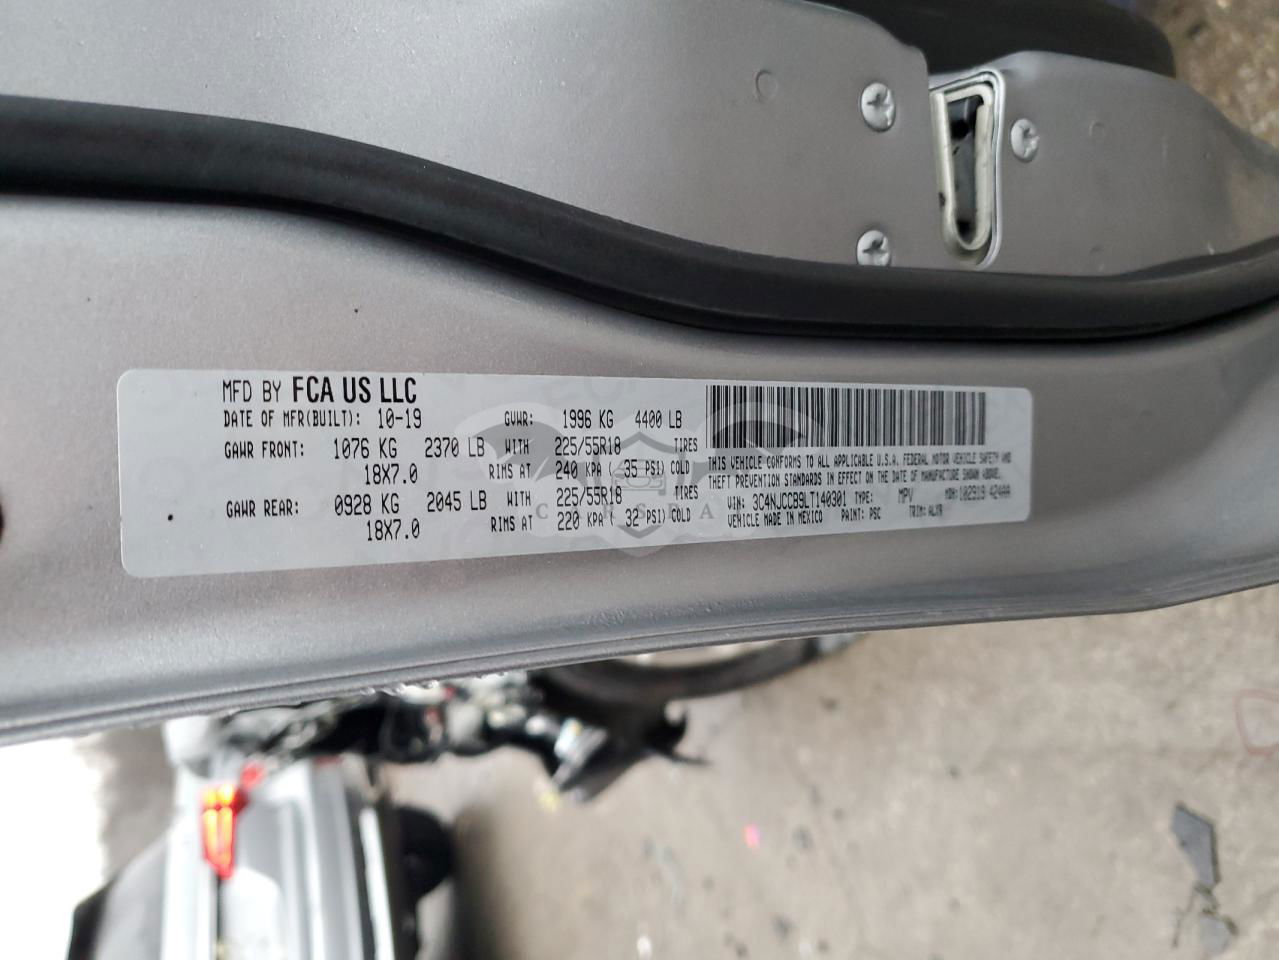 MFD BY FCA US LLC
DATE OF MFR(BUILT): 10-19 GVWR: 1996 KG 4400 LB
GAWR FRONT: 1076 KG 2370 LB WITH 225/55R18 TIRES
18X7.0 RIMS AT 240 KPA ( 35 PSI) COLD
GAWR REAR: 0928 KG 2045 LB WITH 225/55R18 TIRES
18X7.0 RIMS AT 220 KPA ( 32 PSI) COLD
THIS VEHICLE CONFORMS TO ALL APPLICABLE U.S.A. FEDERAL MOTOR VEHICLE SAFETY AND
THEFT PREVENTION STANDARDS IN EFFECT ON THE DATE OF MANUFACTURE SHOWN ABOVE.
VIN: 3C4NJCCB9LT140301 TYPE: MPV MDH: 102919 424AA
VEHICLE MADE IN MEXICO PAINT: PSC TRIM: